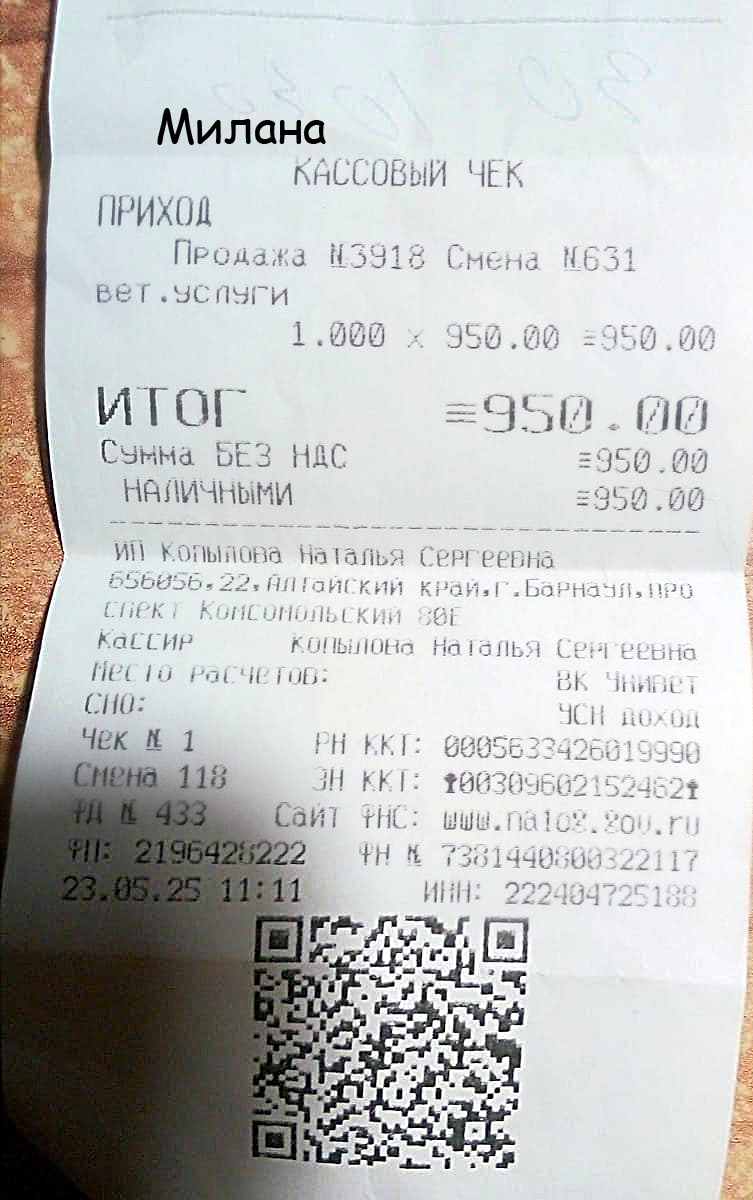 Милана
КАССОВЫЙ ЧЕК
ПРИХОД
Продажа №3918 Смена №631
вет.услуги
1.000 x 950.00 ≡950.00
ИТОГ ≡950.00
Сумма БЕЗ НДС ≡950.00
НАЛИЧНЫМИ ≡950.00
ИП Копылова Наталья Сергеевна
656056,22,Алтайский край,г.Барнаул,про
спект Комсомольский 80Е
Кассир Копылова Наталья Сергеевна
Место расчетов: ВК Унивет
СНО: УСН доход
Чек № 1 РН ККТ: 0005633426019990
Смена 118 ЗН ККТ: 00309602152462
ФД № 433 Сайт ФНС: www.nalog.gov.ru
ФП: 2196428222 ФН № 7381440800322117
23.05.25 11:11 ИНН: 222404725188